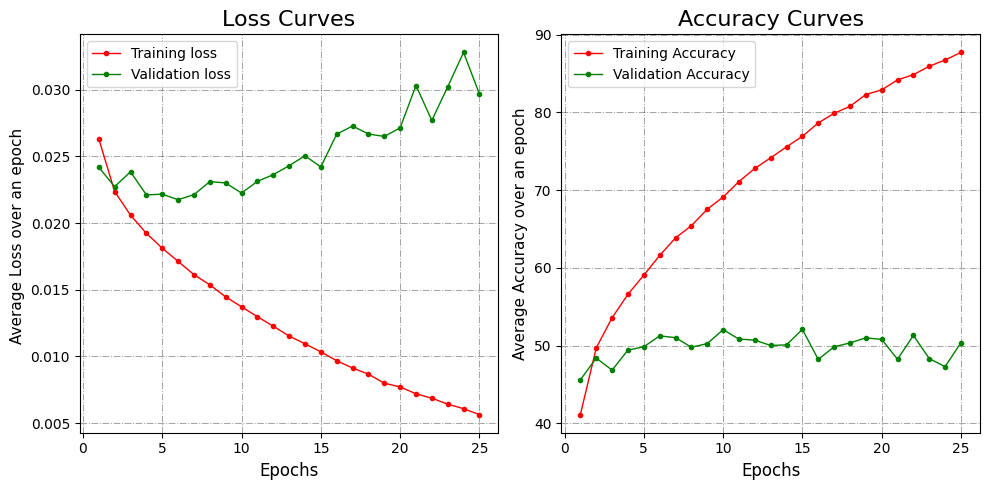 Loss Curves
Training loss
Validation loss
Average Loss over an epoch
0.030
0.025
0.020
0.015
0.010
0.005
0 5 10 15 20 25
Epochs
Accuracy Curves
Training Accuracy
Validation Accuracy
Average Accuracy over an epoch
90
80
70
60
50
40
0 5 10 15 20 25
Epochs